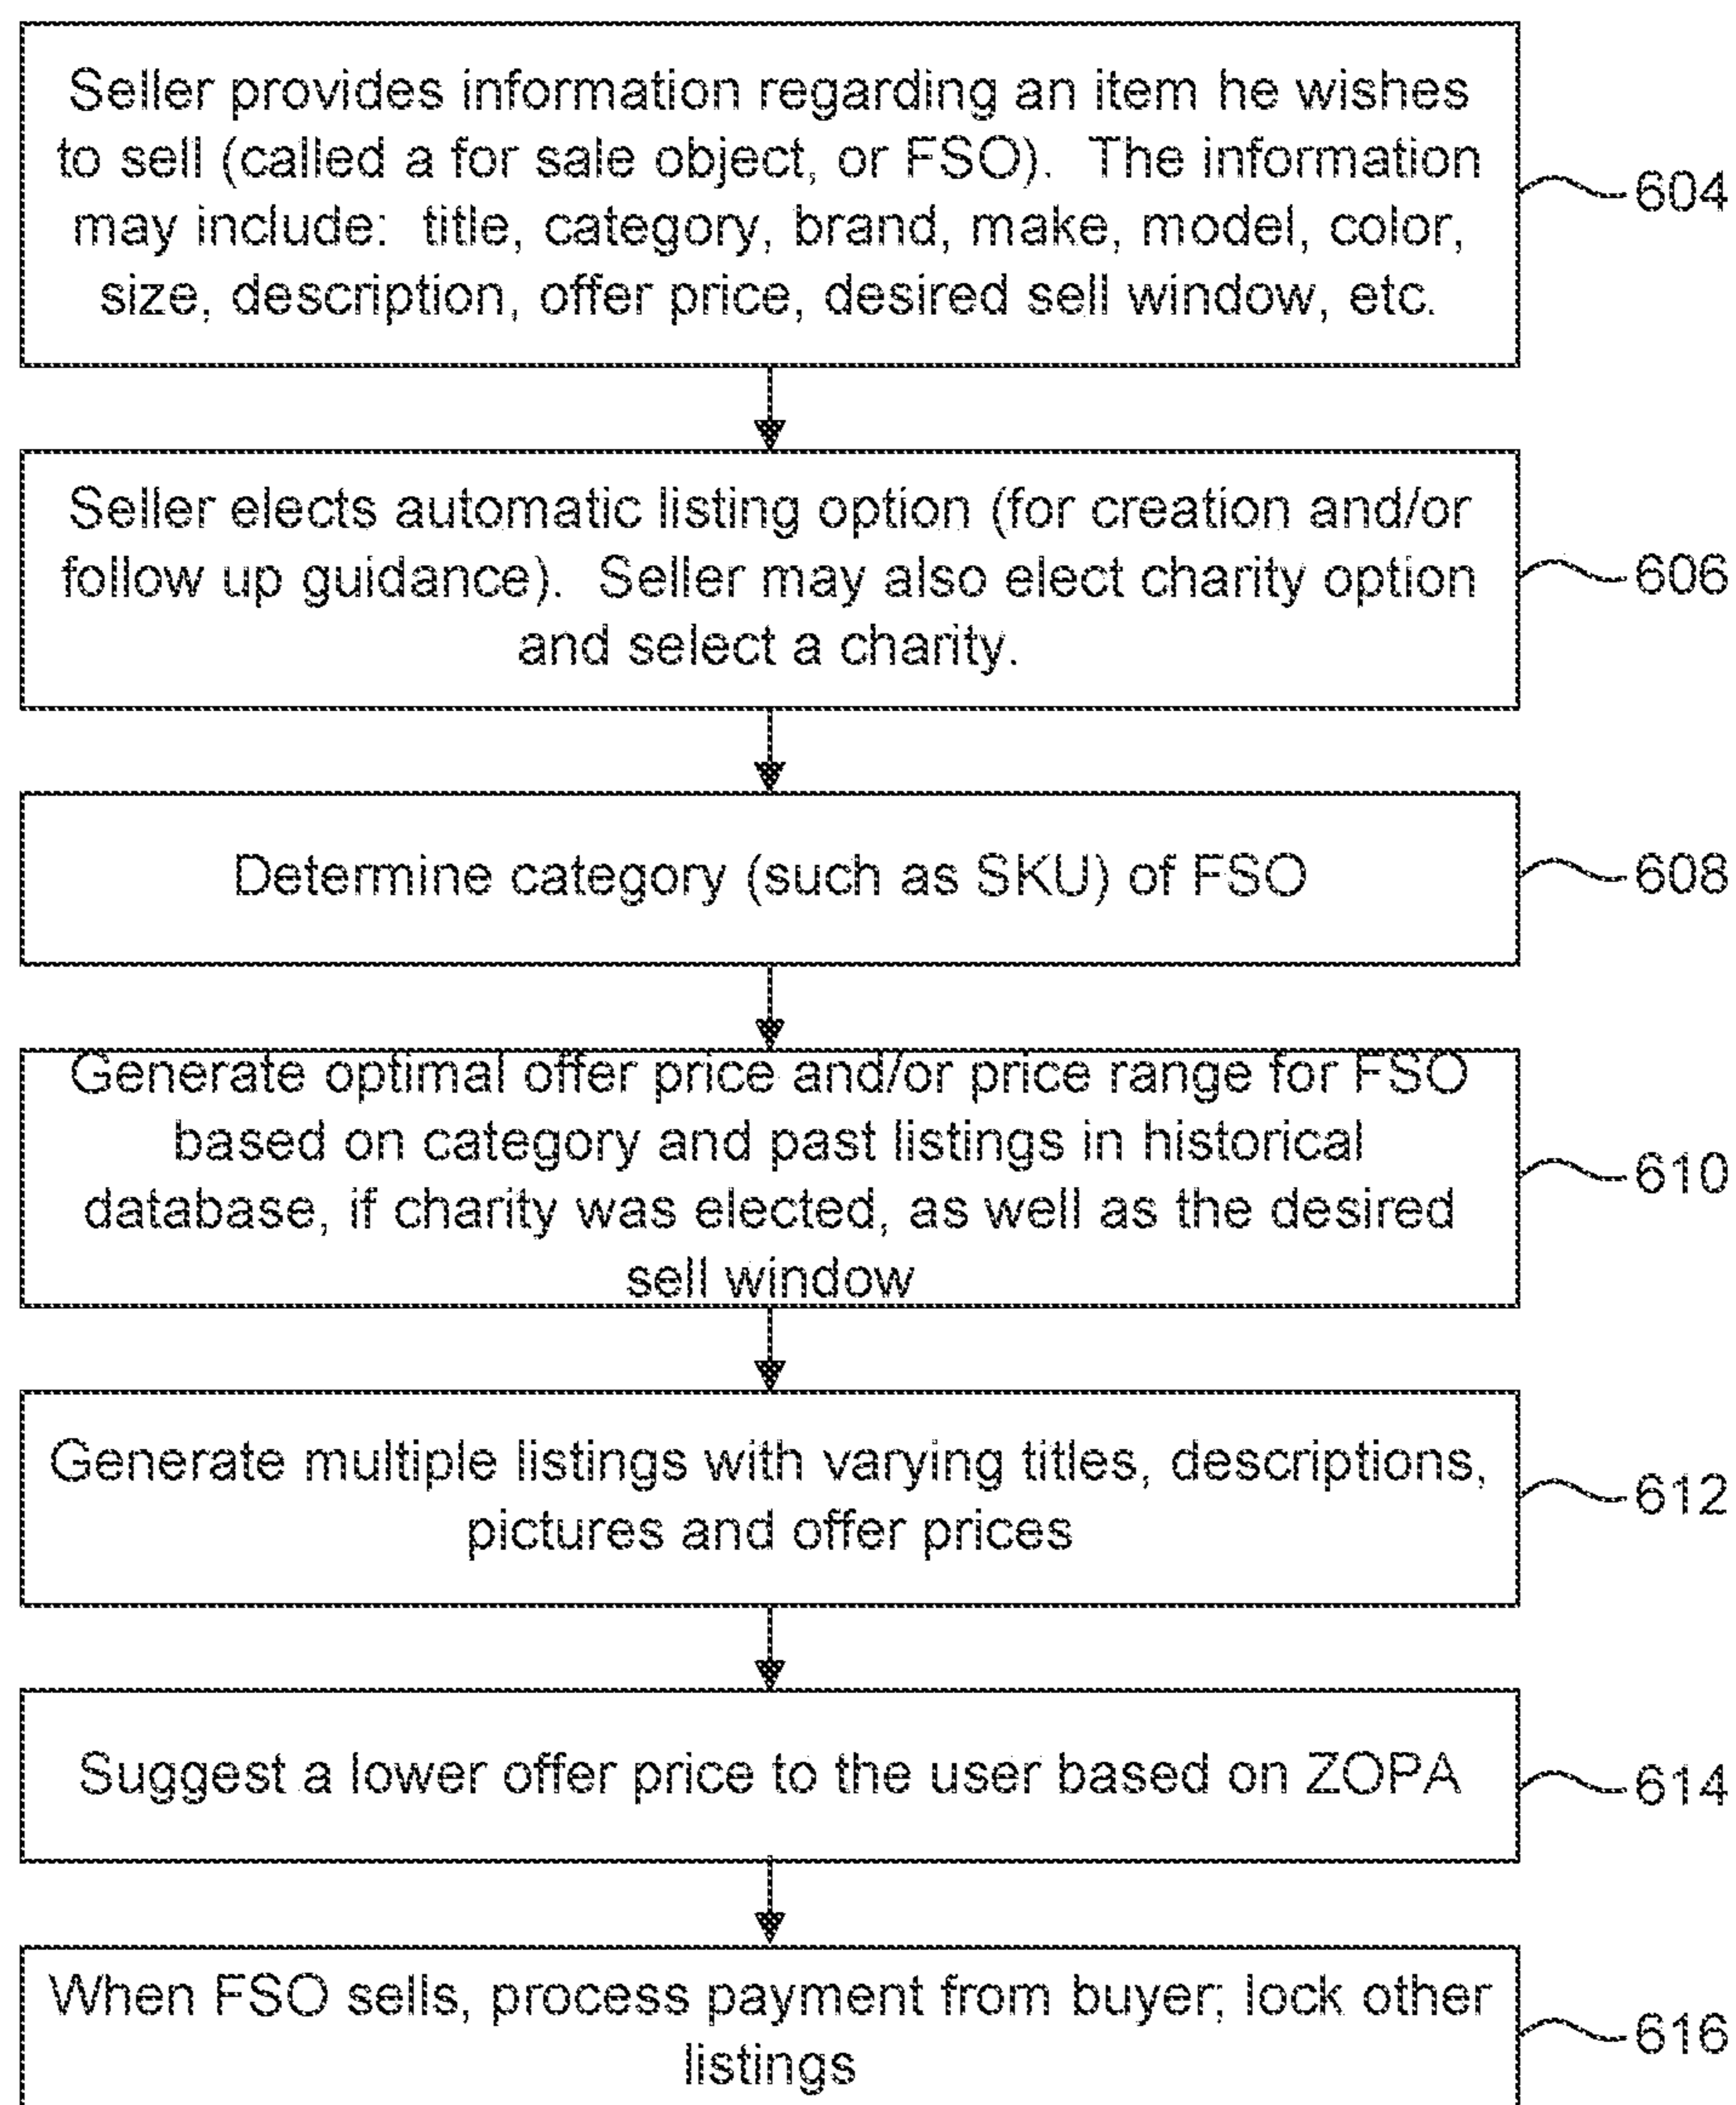 Seller provides information regarding an item he wishes
to sell (called a for sale object, or FSO).  The information
may include:  title, category, brand, make, model, color,
size, description, offer price, desired sell window, etc.
604
Seller elects automatic listing option (for creation and/or
follow up guidance).  Seller may also elect charity option
and select a charity.
606
Determine category (such as SKU) of FSO
608
Generate optimal offer price and/or price range for FSO
based on category and past listings in historical
database, if charity was elected, as well as the desired
sell window
610
Generate multiple listings with varying titles, descriptions,
pictures and offer prices
612
Suggest a lower offer price to the user based on ZOPA
614
When FSO sells, process payment from buyer; lock other
listings
616